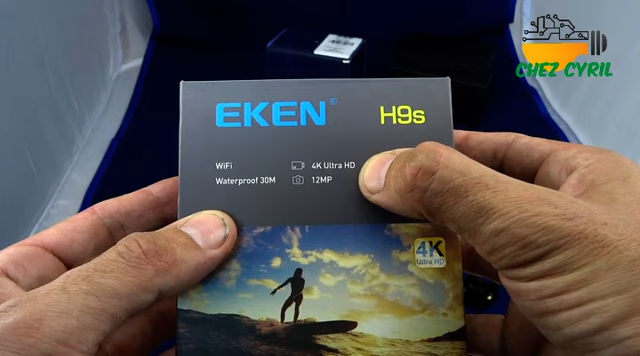 CHEZ CYRIL
EKEN® H9s
WiFi 4K Ultra HD
Waterproof 30M 12MP
4K
Ultra HD